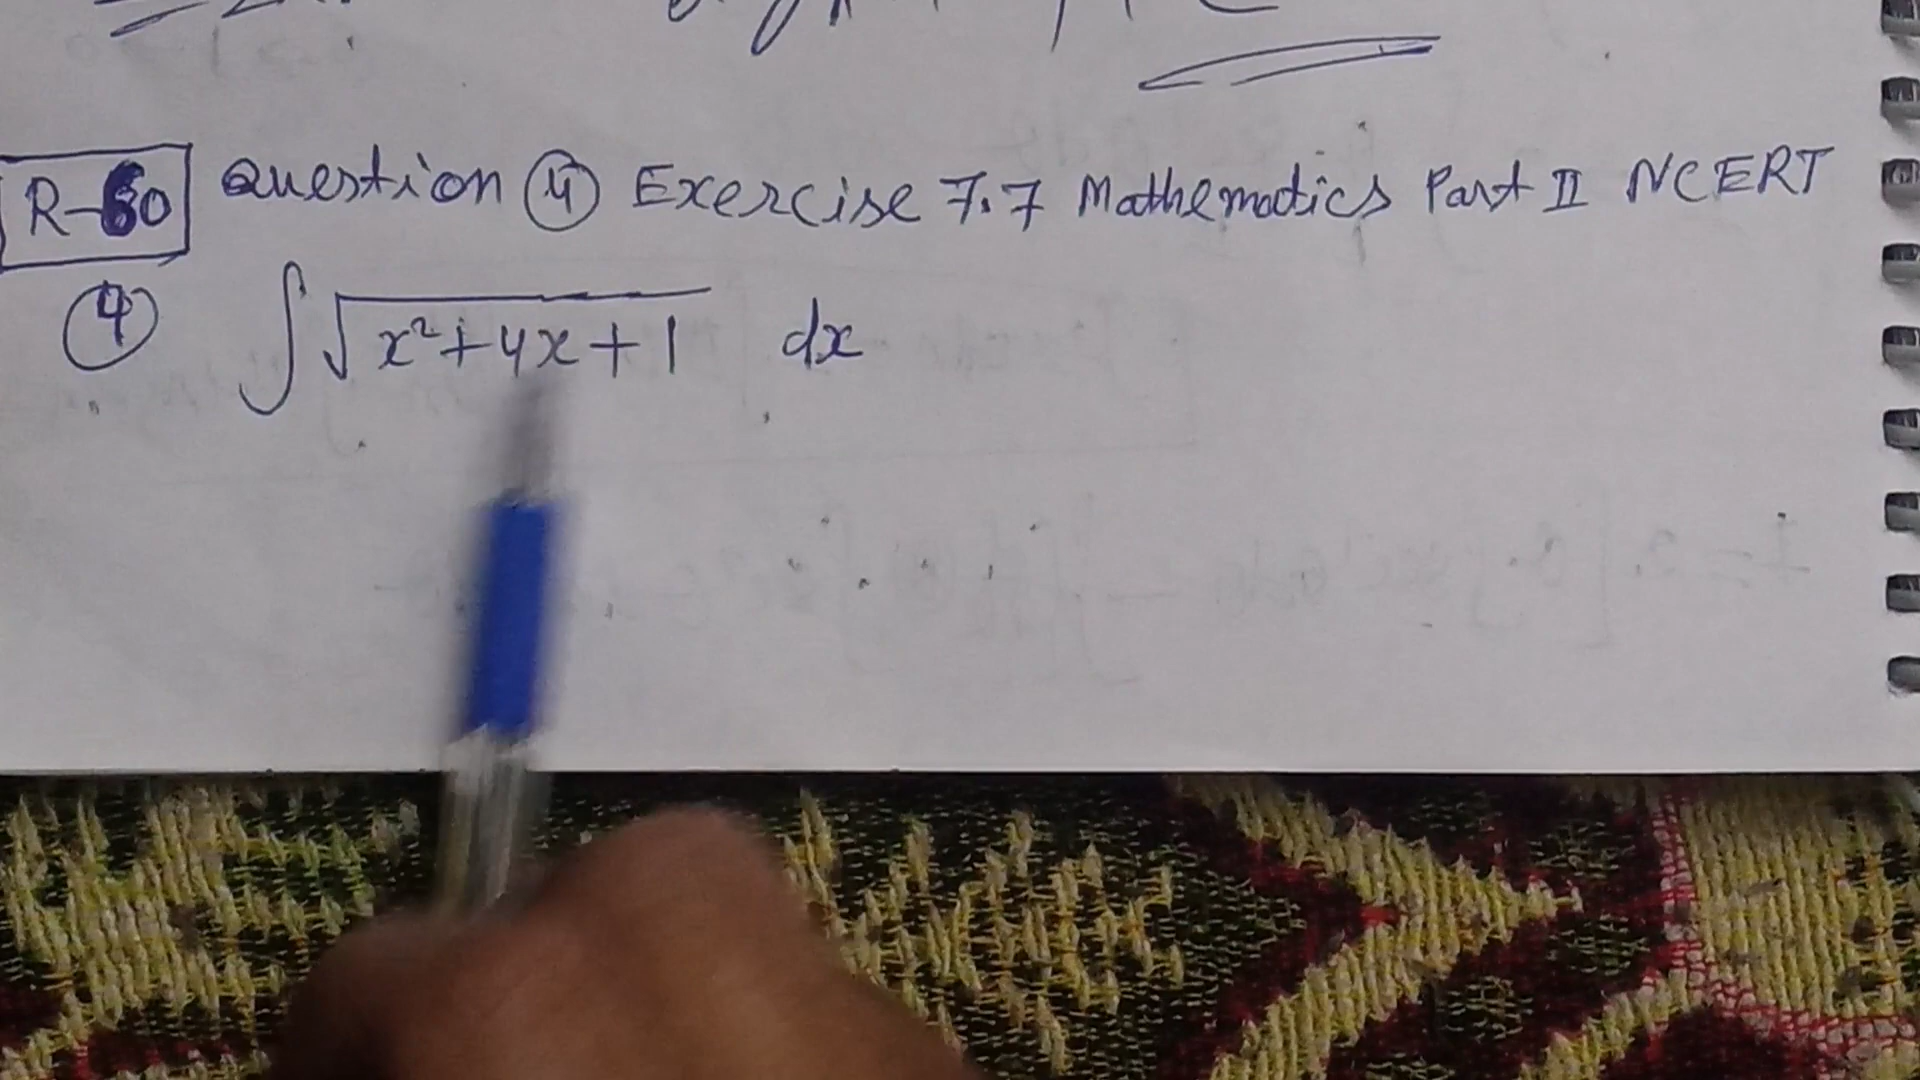 R-60 Question ④ Exercise 7.7 Mathematics Part II NCERT
④ ∫√x²+4x+1 dx